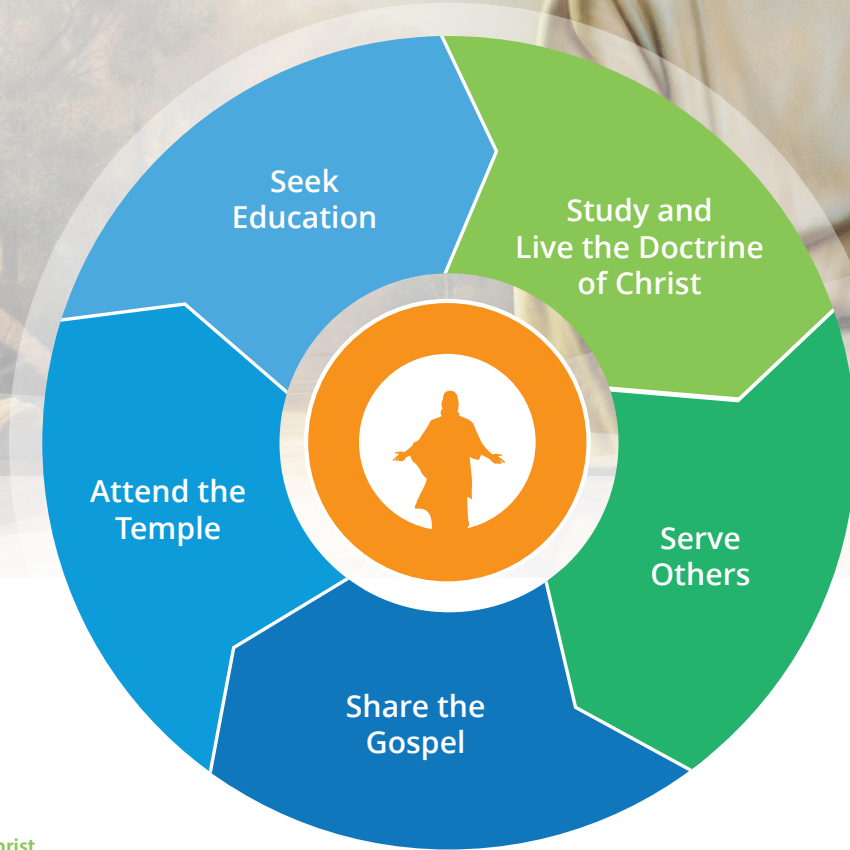 Seek
Education
Study and
Live the Doctrine
of Christ
Attend the
Temple
Serve
Others
Share the
Gospel